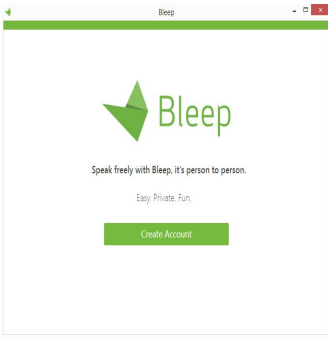 Bleep
Bleep
Speak freely with Bleep, it's person to person.
Easy. Private. Fun.
Create Account